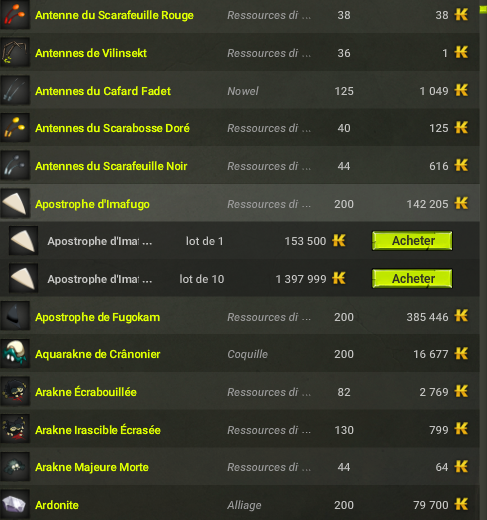 Antenne du Scarafeuille Rouge Ressources di ... 38 38
Antennes de Vilinsekt Ressources di ... 36 1
Antennes du Cafard Fadet Nowel 125 1 049
Antennes du Scarabosse Doré Ressources di ... 40 125
Antennes du Scarafeuille Noir Ressources di ... 44 616
Apostrophe d'Imafugo Ressources di ... 200 142 205
Apostrophe d'Ima ... lot de 1 153 500 Acheter
Apostrophe d'Ima ... lot de 10 1 397 999 Acheter
Apostrophe de Fugokam Ressources di ... 200 385 446
Aquarakne de Crânonier Coquille 200 16 677
Arakne Écrabouillée Ressources di ... 82 2 769
Arakne Irascible Écrasée Ressources di ... 130 799
Arakne Majeure Morte Ressources di ... 44 64
Ardonite Alliage 200 79 700